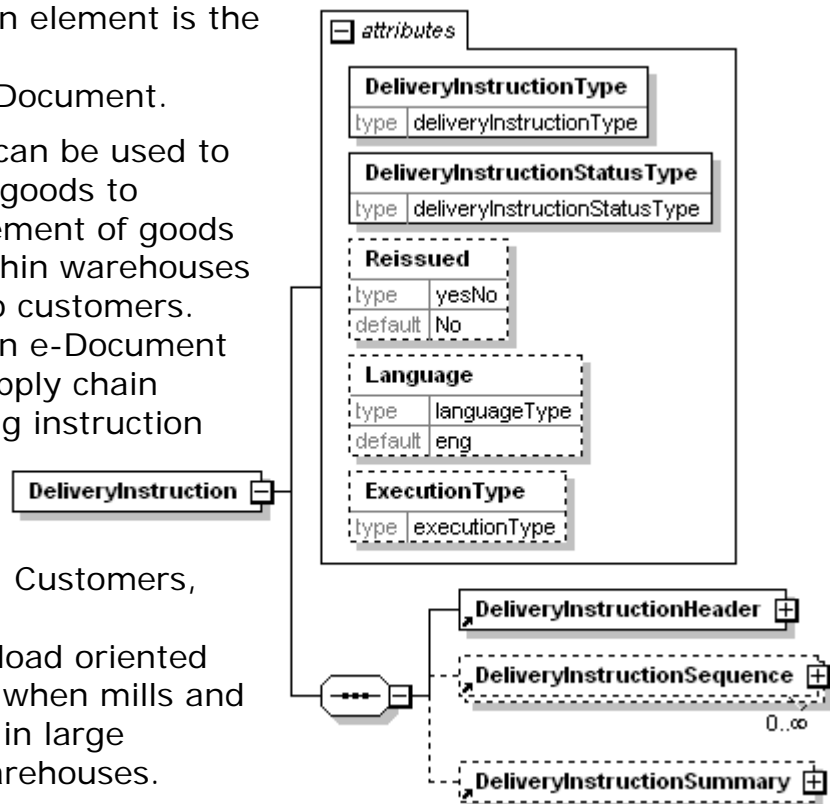 n element is the
Document.
can be used to
goods to
ement of goods
thin warehouses
o customers.
n e-Document
pply chain
g instruction
Customers,
load oriented
when mills and
in large
arehouses.
attributes
DeliveryInstructionType
type deliveryInstructionType
DeliveryInstructionStatusType
type deliveryInstructionStatusType
Reissued
type yesNo
default No
Language
type languageType
default eng
ExecutionType
type executionType
DeliveryInstruction
DeliveryInstructionHeader
DeliveryInstructionSequence
0..∞
DeliveryInstructionSummary